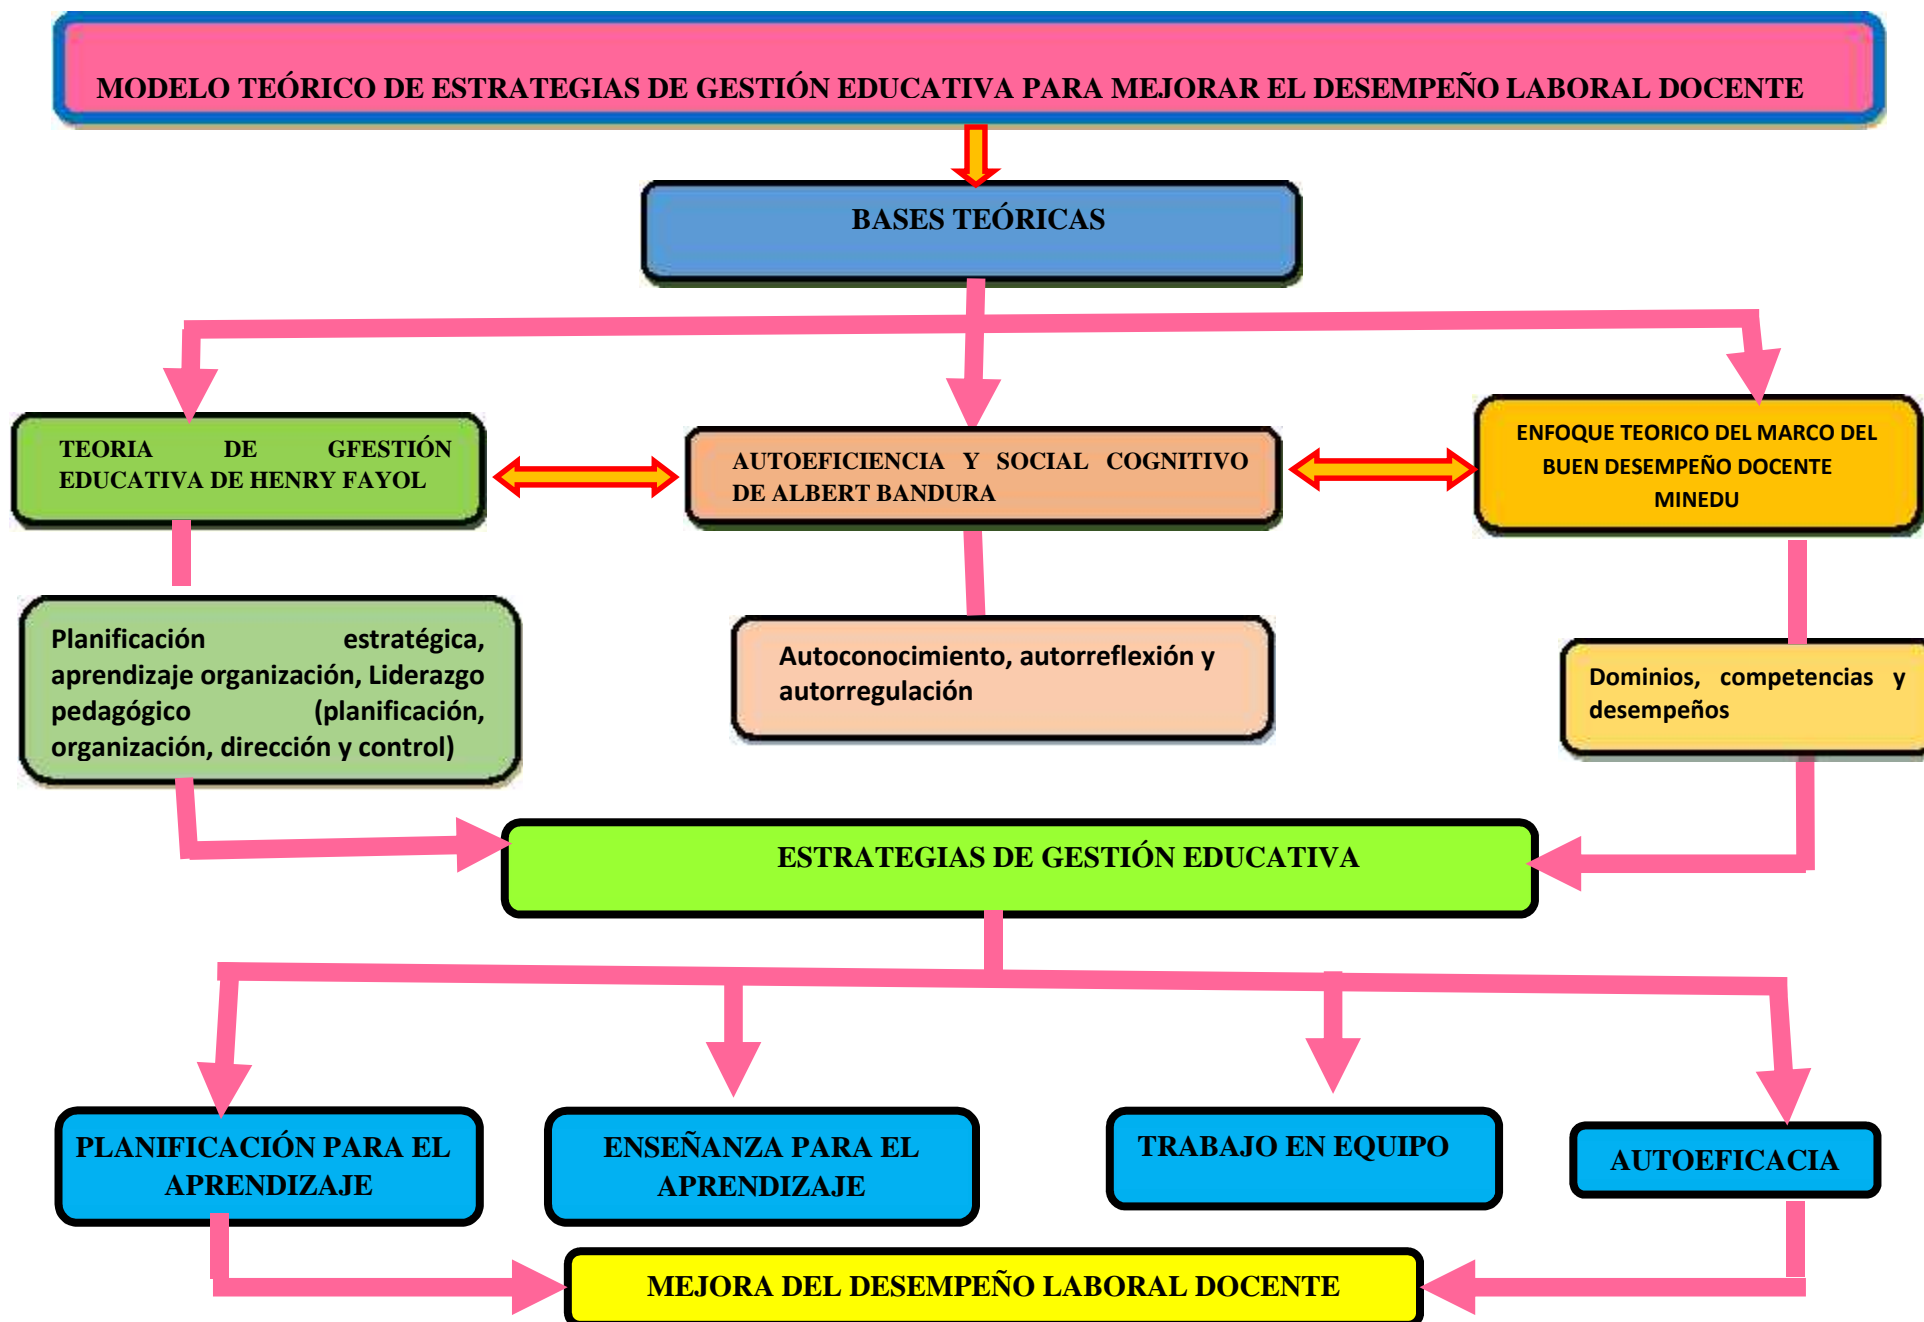 MODELO TEÓRICO DE ESTRATEGIAS DE GESTIÓN EDUCATIVA PARA MEJORAR EL DESEMPEÑO LABORAL DOCENTE
BASES TEÓRICAS
TEORIA DE GFESTIÓN
EDUCATIVA DE HENRY FAYOL
AUTOEFICIENCIA Y SOCIAL COGNITIVO
DE ALBERT BANDURA
ENFOQUE TEORICO DEL MARCO DEL
BUEN DESEMPEÑO DOCENTE
MINEDU
Planificación estratégica,
aprendizaje organización, Liderazgo
pedagógico (planificación,
organización, dirección y control)
Autoconocimiento, autorreflexión y
autorregulación
Dominios, competencias y
desempeños
ESTRATEGIAS DE GESTIÓN EDUCATIVA
PLANIFICACIÓN PARA EL
APRENDIZAJE
ENSEÑANZA PARA EL
APRENDIZAJE
TRABAJO EN EQUIPO
AUTOEFICACIA
MEJORA DEL DESEMPEÑO LABORAL DOCENTE